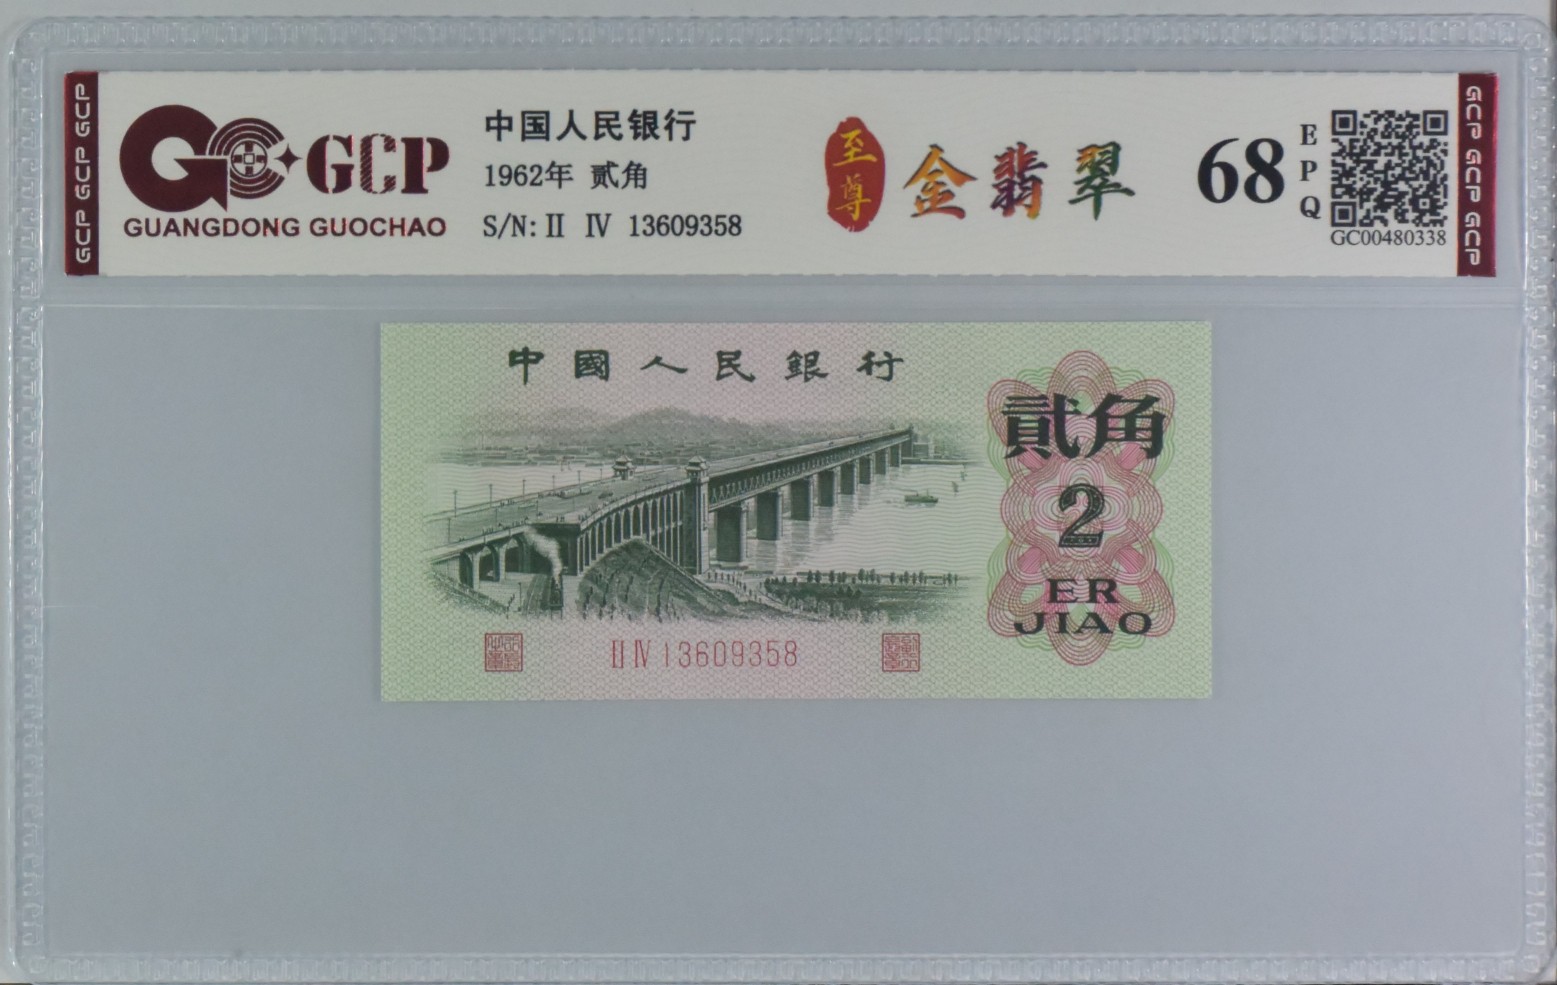 GCP GCP GCP
GCP
GUANGDONG GUOCHAO
中国人民银行
1962年 贰角
S/N: II IV 13609358
至尊
金翡翠
68
EPQ
GC00480338
GCP GCP GCP
中國人民銀行
貳角
2
ER
JIAO
II IV 13609358